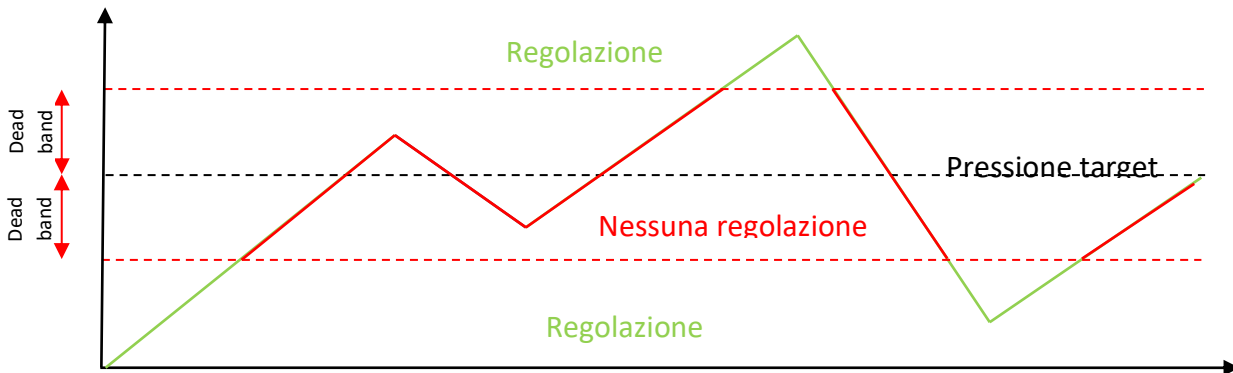 Regolazione
Dead
band
Pressione target
Dead
band
Nessuna regolazione
Regolazione